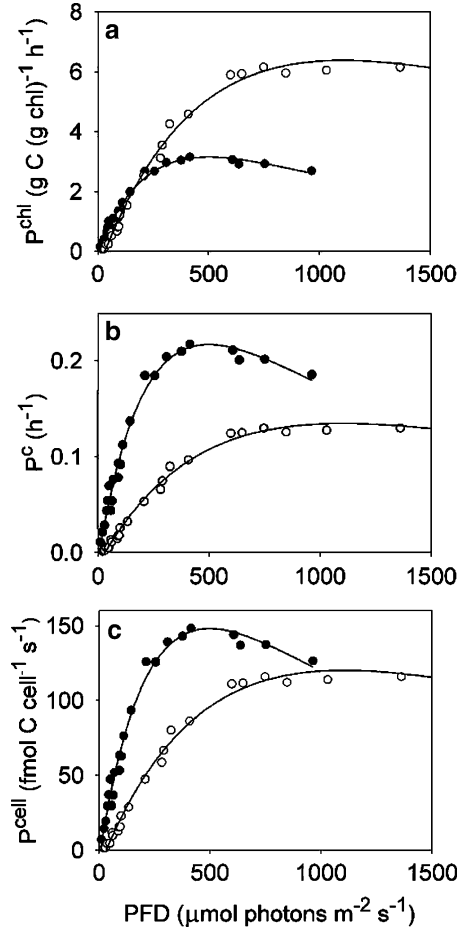 a
6
4
2
0
P^chl (g C (g chl)^-1 h^-1)
0 500 1000 1500
b
0.2
0.1
0.0
P^c (h^-1)
0 500 1000 1500
c
150
100
50
0
P^cell (fmol C cell^-1 s^-1)
0 500 1000 1500
PFD (μmol photons m^-2 s^-1)